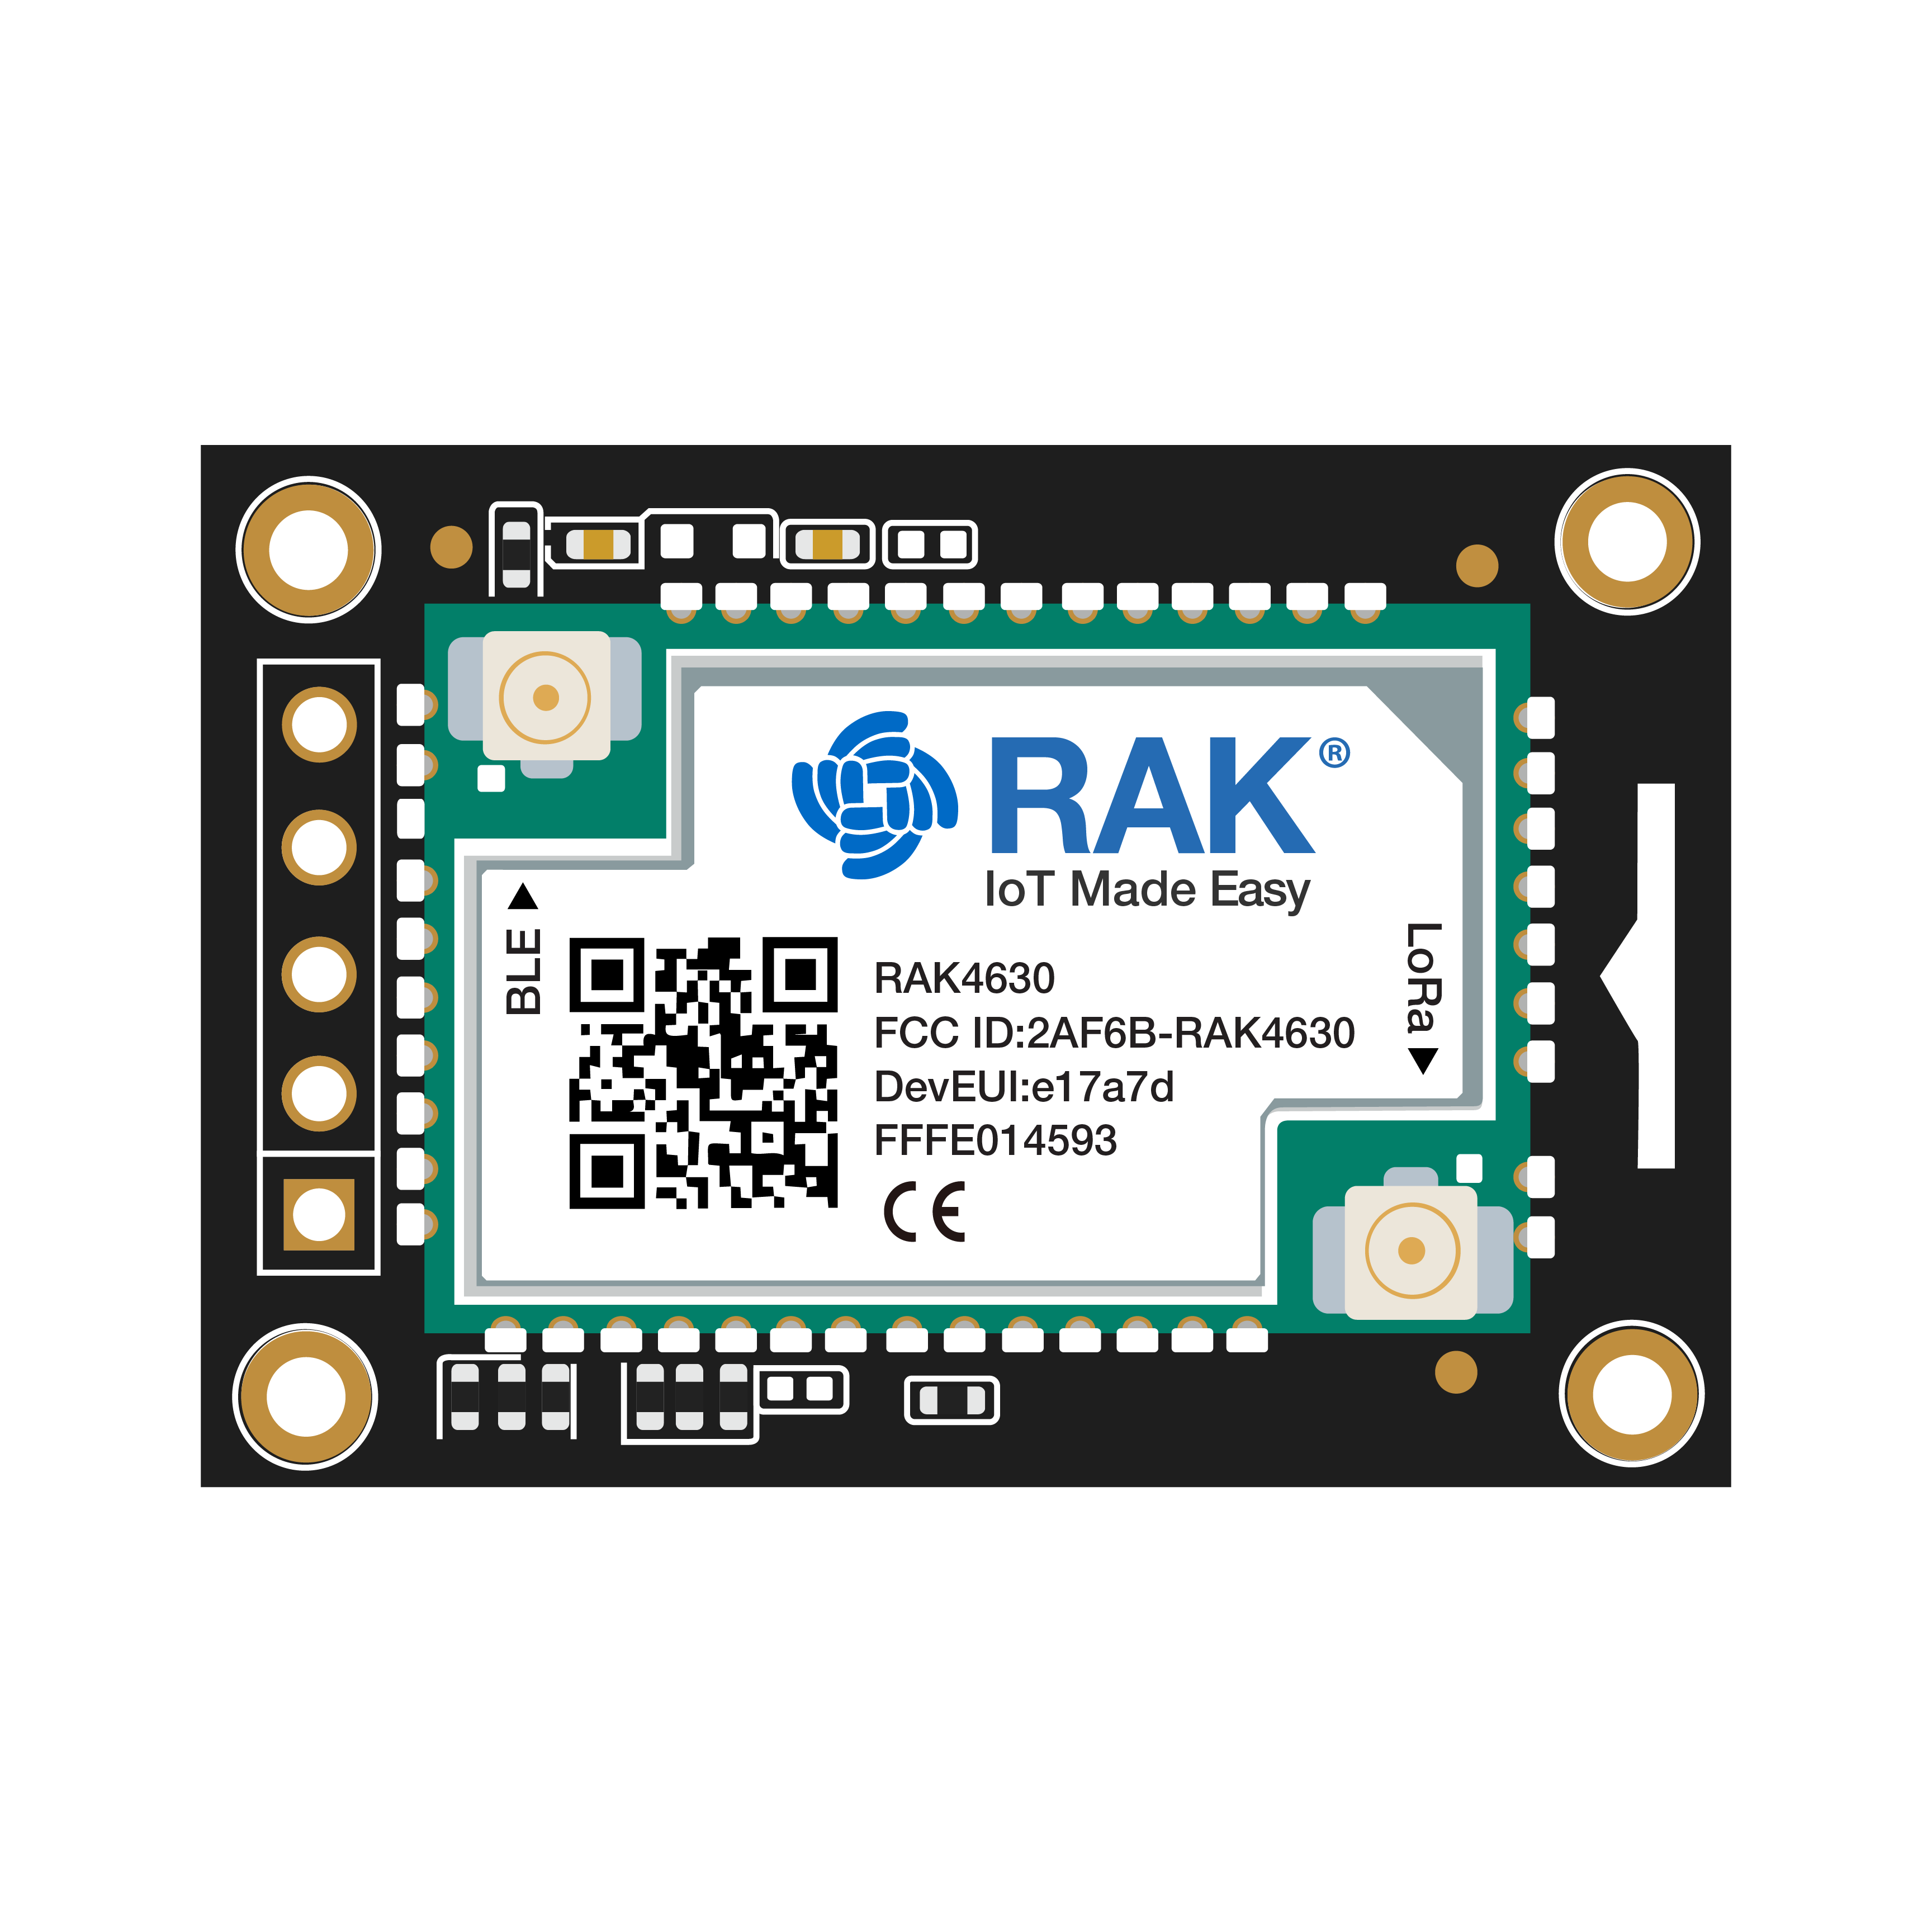 RAK®
IoT Made Easy
BLE
LoRa
RAK4630
FCC ID:2AF6B-RAK4630
DevEUI:e17a7d
FFFE014593
CE